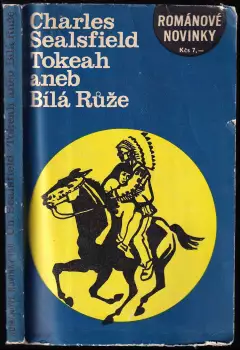 Charles
Sealsfield
Tokeah
aneb
Bílá Růže
ROMÁNOVÉ
NOVINKY
Kčs 7,—